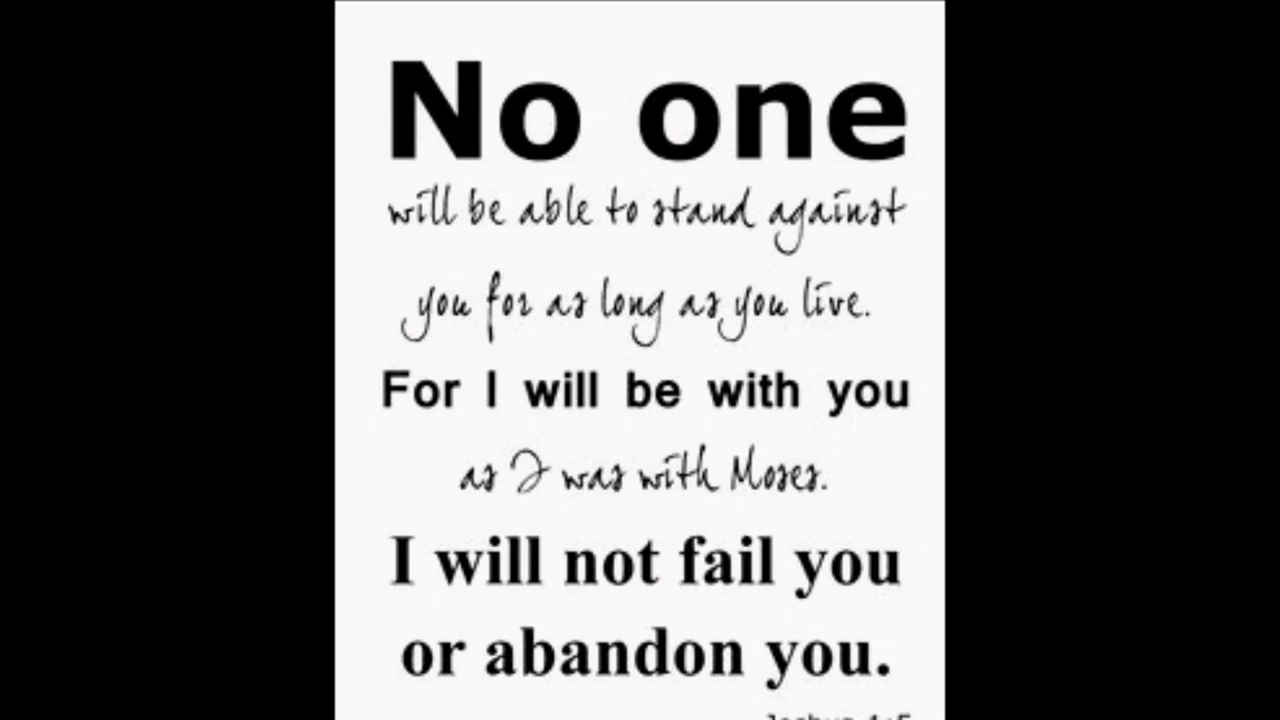 No one
will be able to stand against
you for as long as you live.
For I will be with you
as I was with Moses.
I will not fail you
or abandon you.